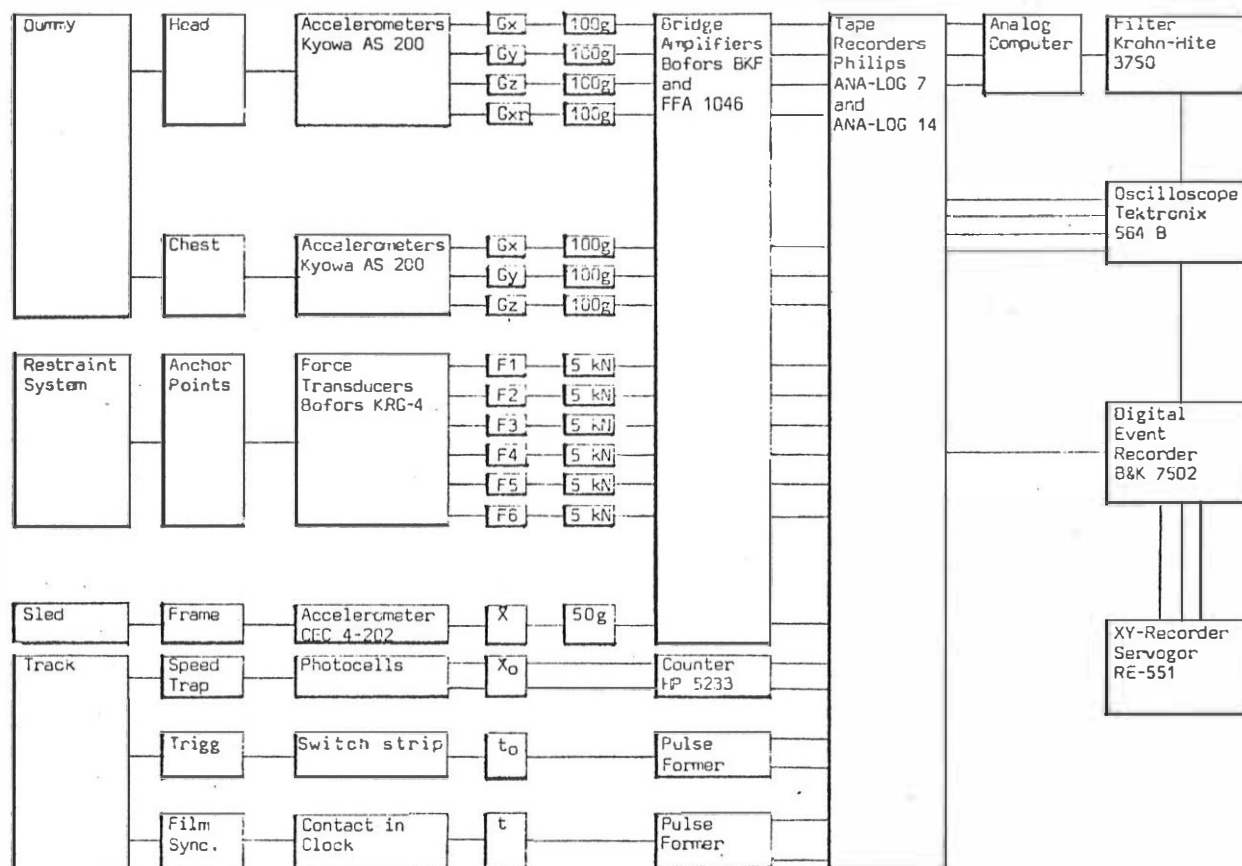 Dummy
Head
Accelerometers
Kyowa AS 200
Gx
100g
Gy
100g
Gz
100g
Gxr
100g
Bridge
Amplifiers
Bofors BKF
and
FFA 1046
Tape
Recorders
Philips
ANA-LOG 7
and
ANA-LOG 14
Analog
Computer
Filter
Krohn-Hite
3750
Oscilloscope
Tektronix
564 B
Chest
Accelerometers
Kyowa AS 200
Gx
100g
Gy
100g
Gz
100g
Restraint
System
Anchor
Points
Force
Transducers
Bofors KRG-4
F1
5 kN
F2
5 kN
F3
5 kN
F4
5 kN
F5
5 kN
F6
5 kN
Digital
Event
Recorder
B&K 7502
Sled
Frame
Accelerometer
CEC 4-202
Ẍ
50g
XY-Recorder
Servogor
RE-551
Track
Speed
Trap
Photocells
Ẋo
Counter
HP 5233
Trigg
Switch strip
to
Pulse
Former
Film
Sync.
Contact in
Clock
t
Pulse
Former